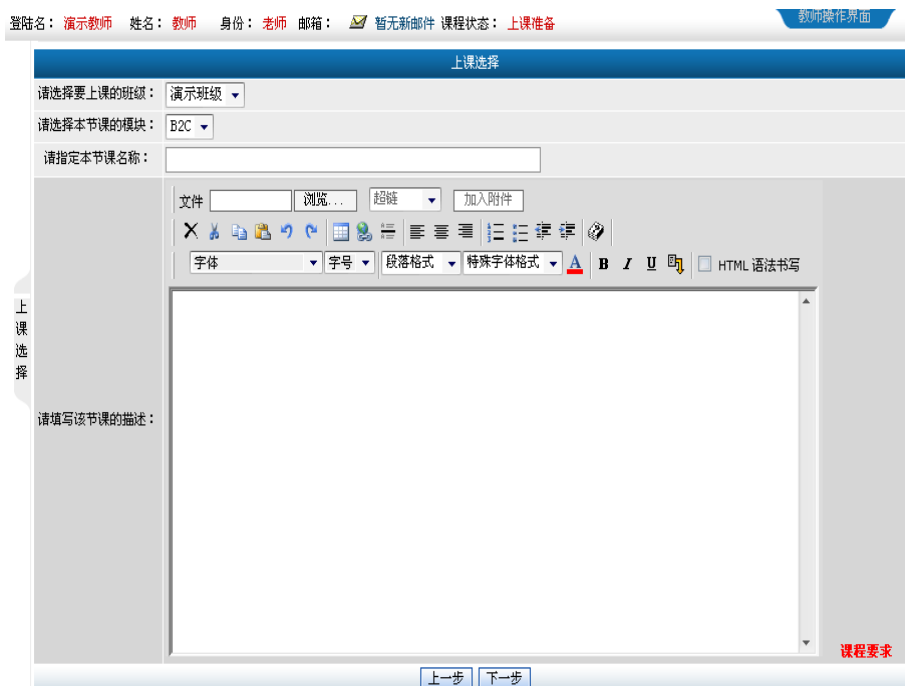 登陆名： 演示教师 姓名： 教师 身份： 老师 邮箱： 暂无新邮件 课程状态： 上课准备
教师操作界面
上课选择
请选择要上课的班级： 演示班级
请选择本节课的模块： B2C
请指定本节课名称：
文件 浏览... 超链 加入附件
字体 字号 段落格式 特殊字体格式 A B I U HTML 语法书写
上课选择
请填写该节课的描述：
课程要求
上一步 下一步